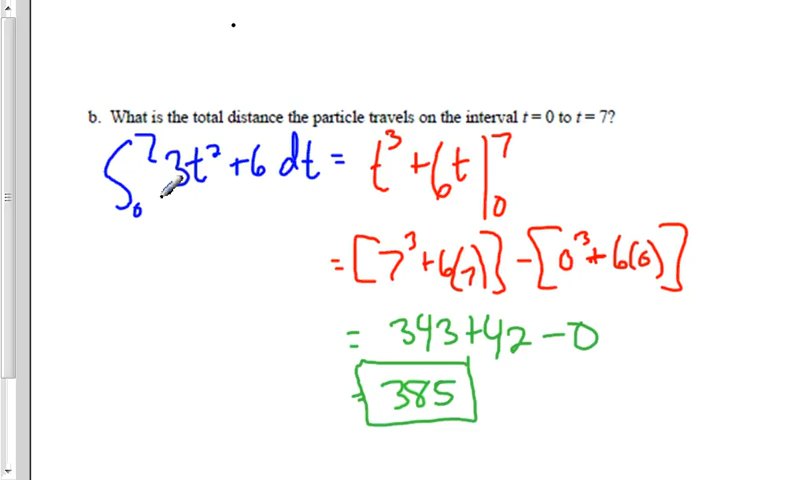 b. What is the total distance the particle travels on the interval t = 0 to t = 7?
∫₀⁷ 3t² + 6 dt = t³ + 6t |₀⁷
= [7³ + 6(7)] - [0³ + 6(0)]
= 343 + 42 - 0
= 385